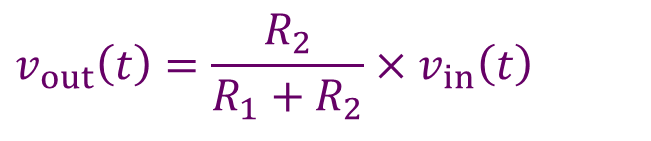 v_out(t) = R_2 / (R_1 + R_2) × v_in(t)